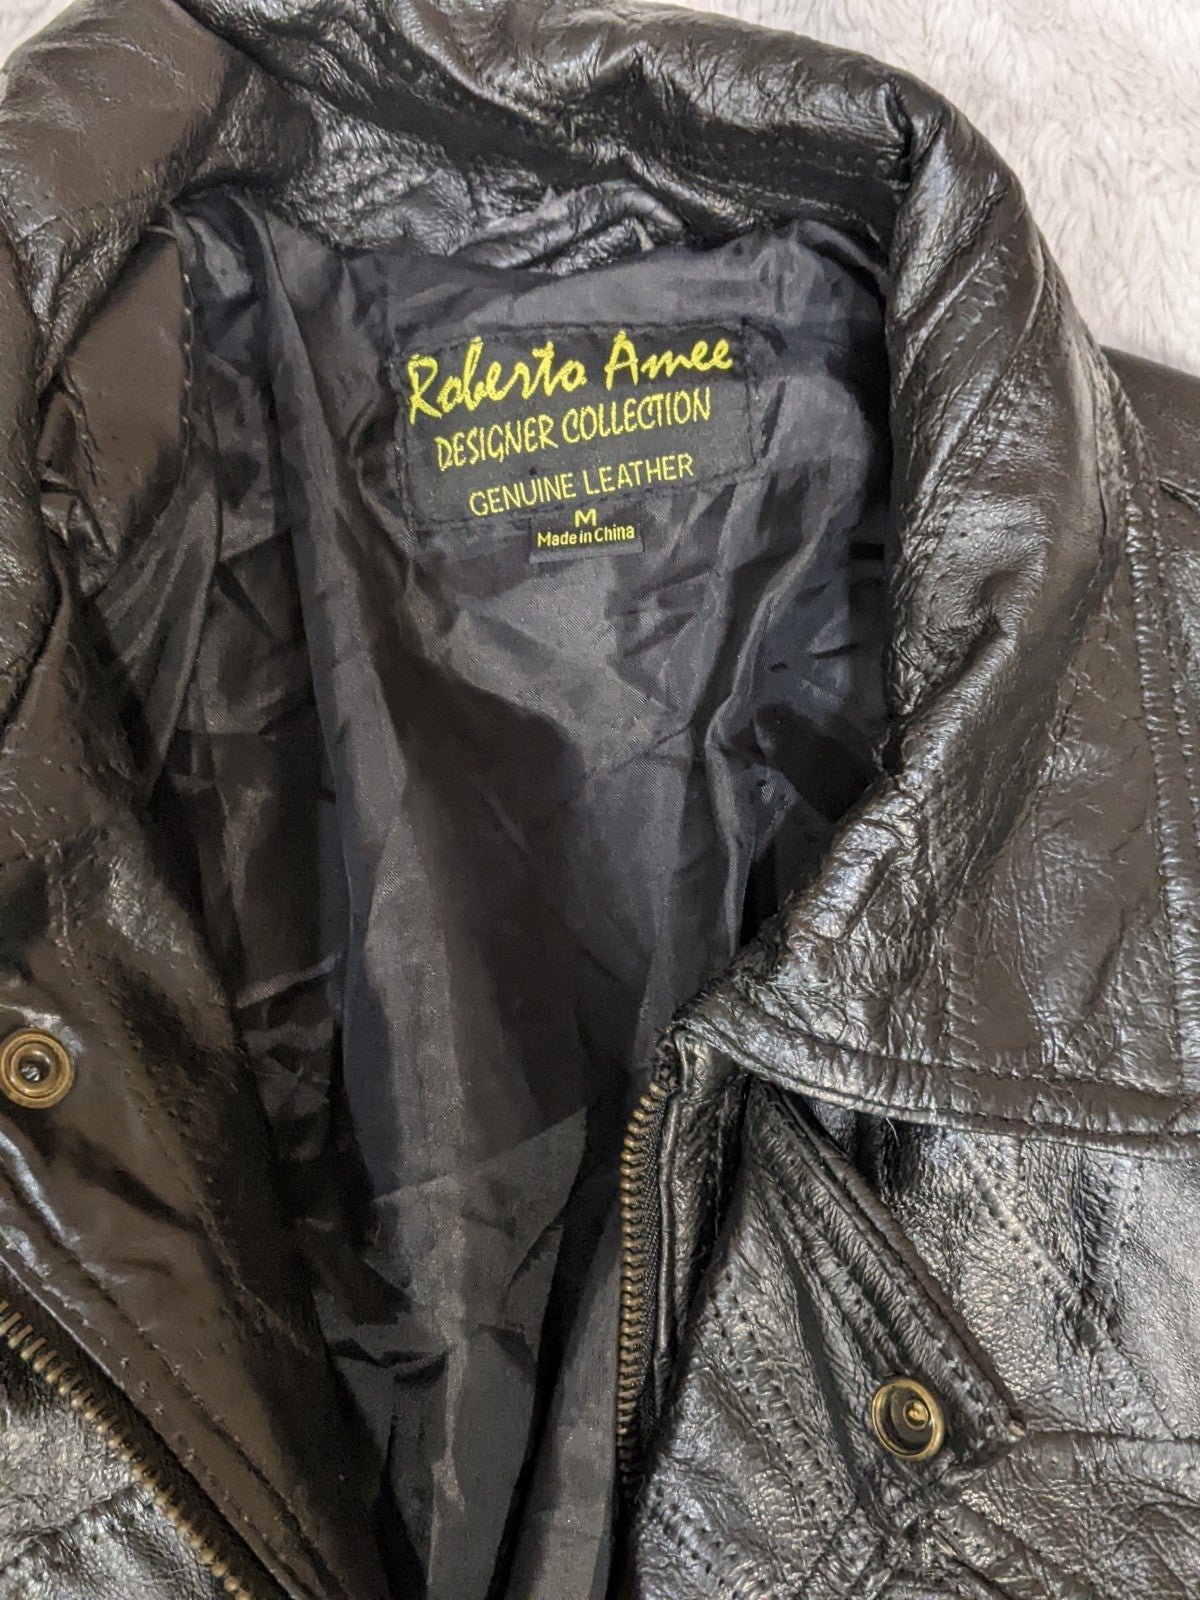 Roberto Amee
DESIGNER COLLECTION
GENUINE LEATHER
M
Made in China